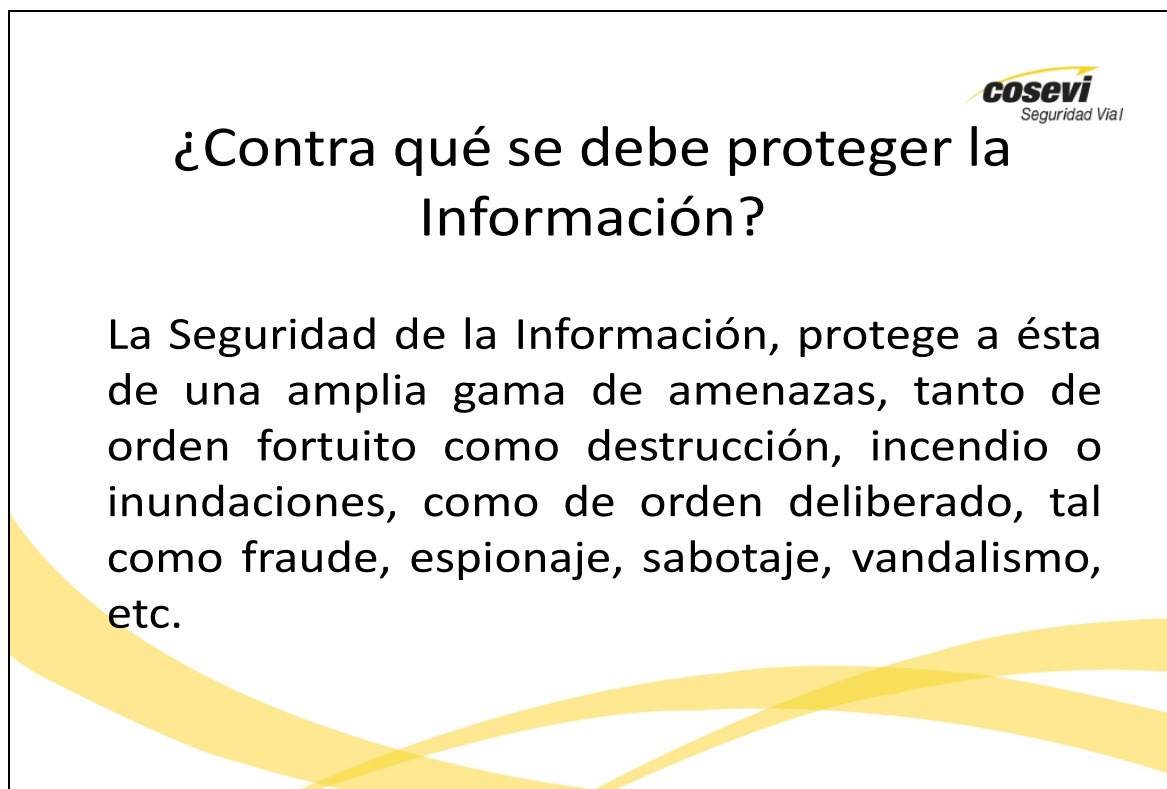 cosevi
Seguridad Vial
¿Contra qué se debe proteger la
Información?
La Seguridad de la Información, protege a ésta
de una amplia gama de amenazas, tanto de
orden fortuito como destrucción, incendio o
inundaciones, como de orden deliberado, tal
como fraude, espionaje, sabotaje, vandalismo,
etc.